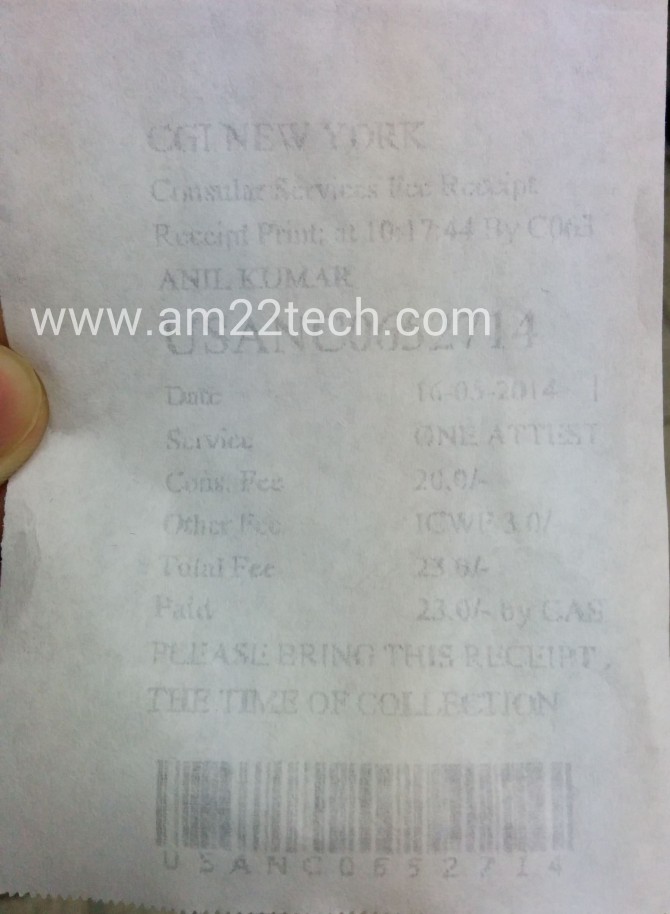 CGI NEW YORK
Consular Services Fee Receipt
Receipt Print: at 10:17:44 By C063
ANIL KUMAR
www.am22tech.com
USANC0652714
Date 16-05-2014
Service ONE ATTEST
Cons. Fee 20.0/-
Other Fee ICWF 3.0/-
Total Fee 23.0/-
Paid 23.0/- by CAS
PLEASE BRING THIS RECEIPT
THE TIME OF COLLECTION
USANC0652714